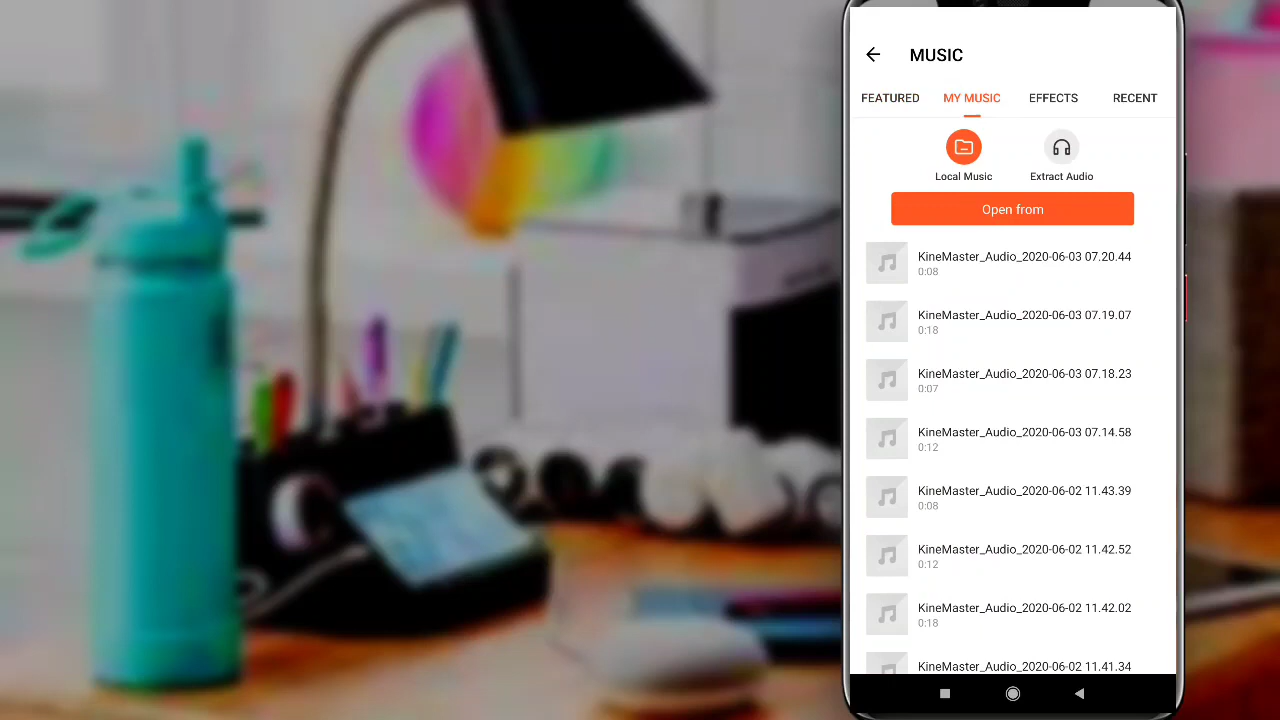 MUSIC
FEATURED MY MUSIC EFFECTS RECENT
Local Music Extract Audio
Open from
KineMaster_Audio_2020-06-03 07.20.44
0:08
KineMaster_Audio_2020-06-03 07.19.07
0:18
KineMaster_Audio_2020-06-03 07.18.23
0:07
KineMaster_Audio_2020-06-03 07.14.58
0:12
KineMaster_Audio_2020-06-02 11.43.39
0:08
KineMaster_Audio_2020-06-02 11.42.52
0:12
KineMaster_Audio_2020-06-02 11.42.02
0:18
KineMaster_Audio_2020-06-02 11.41.34